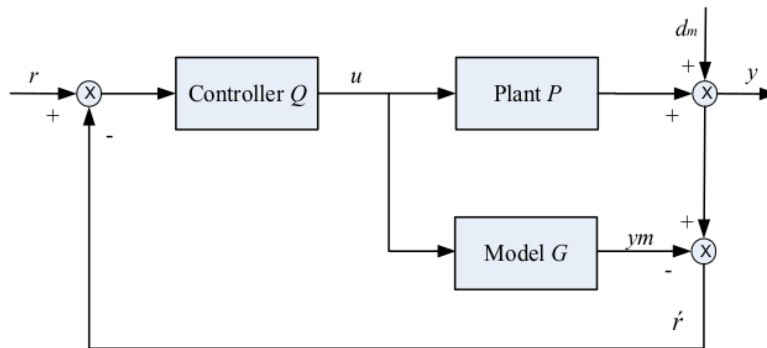 dm
r
u
+
y
X
Controller Q
Plant P
X
+
+
-
+
Model G
ym
X
-
ŕ